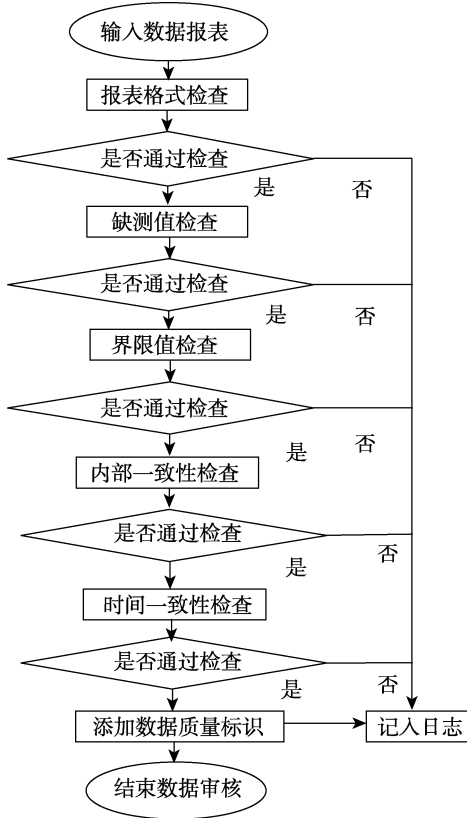 输入数据报表
报表格式检查
是否通过检查
是
否
缺测值检查
是否通过检查
是
否
界限值检查
是否通过检查
是
否
内部一致性检查
是否通过检查
是
否
时间一致性检查
是否通过检查
是
否
添加数据质量标识
记入日志
结束数据审核